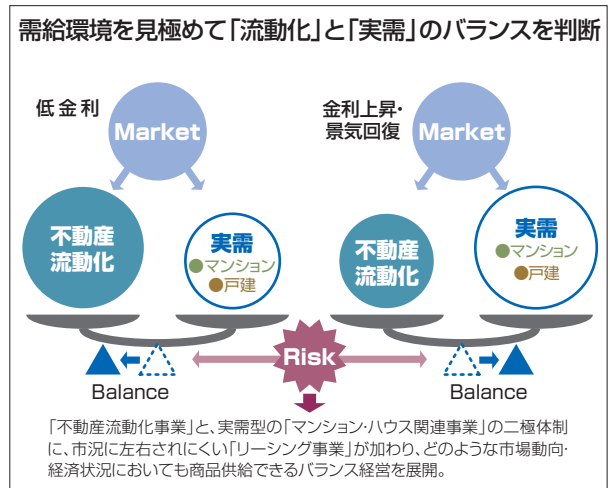 需給環境を見極めて「流動化」と「実需」のバランスを判断
低金利
Market
不動産
流動化
実需
●マンション
●戸建
Balance
金利上昇・
景気回復
Market
不動産
流動化
実需
●マンション
●戸建
Balance
Risk
「不動産流動化事業」と、実需型の「マンション・ハウス関連事業」の二極体制
に、市況に左右されにくい「リーシング事業」が加わり、どのような市場動向・
経済状況においても商品供給できるバランス経営を展開。